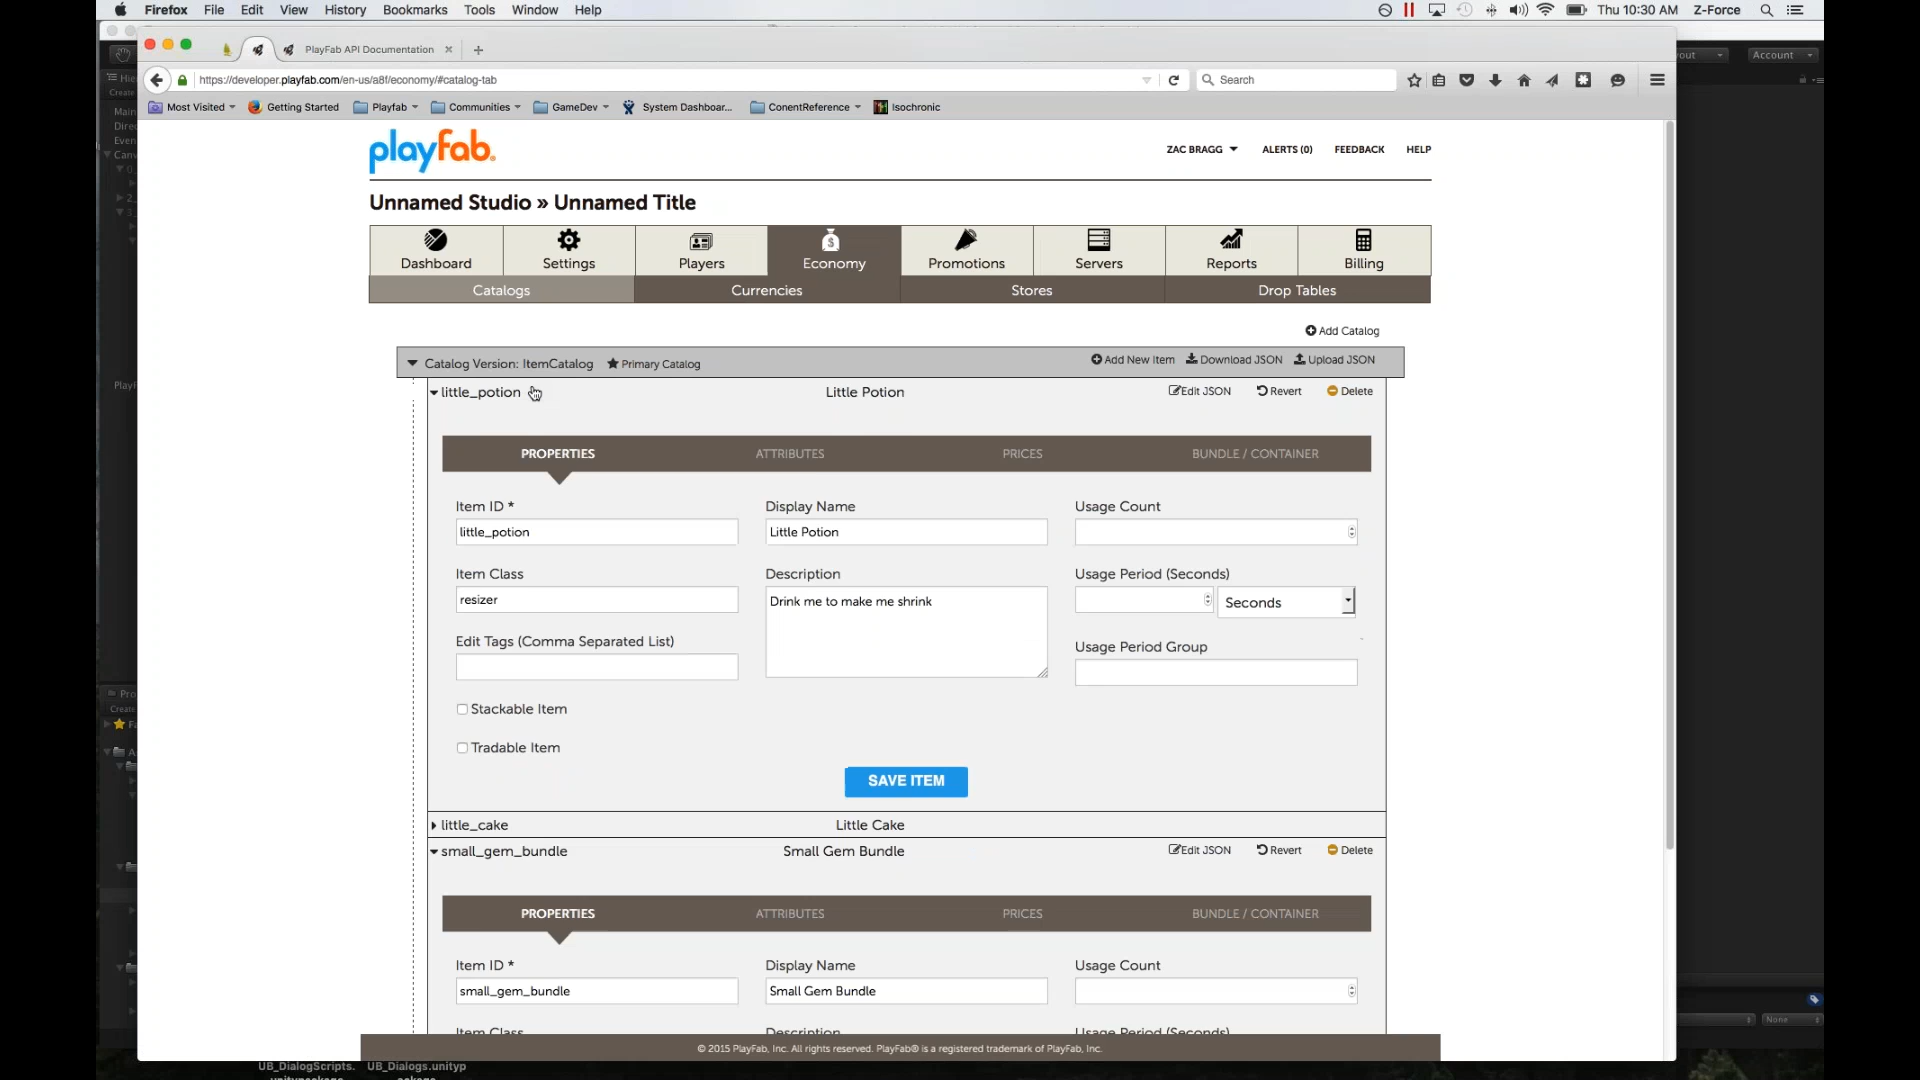 Firefox File Edit View History Bookmarks Tools Window Help Thu 10:30 AM Z-Force
PlayFab API Documentation
Account
https://developer.playfab.com/en-us/a8f/economy/#catalog-tab Search
Most Visited Getting Started Playfab Communities GameDev System Dashboar... ConentReference Isochronic
playfab
ZAC BRAGG ALERTS (0) FEEDBACK HELP
Unnamed Studio » Unnamed Title
Dashboard Settings Players Economy Promotions Servers Reports Billing
Catalogs Currencies Stores Drop Tables
Add Catalog
Catalog Version: ItemCatalog Primary Catalog Add New Item Download JSON Upload JSON
little_potion Little Potion Edit JSON Revert Delete
PROPERTIES ATTRIBUTES PRICES BUNDLE / CONTAINER
Item ID * Display Name Usage Count
little_potion Little Potion
Item Class Description Usage Period (Seconds)
resizer Drink me to make me shrink Seconds
Edit Tags (Comma Separated List) Usage Period Group
Stackable Item
Tradable Item
SAVE ITEM
little_cake Little Cake
small_gem_bundle Small Gem Bundle Edit JSON Revert Delete
PROPERTIES ATTRIBUTES PRICES BUNDLE / CONTAINER
Item ID * Display Name Usage Count
small_gem_bundle Small Gem Bundle
Item Class Description Usage Period (Seconds)
None
© 2015 PlayFab, Inc. All rights reserved. PlayFab® is a registered trademark of PlayFab, Inc.
UB_DialogScripts. UB_Dialogs.unityp